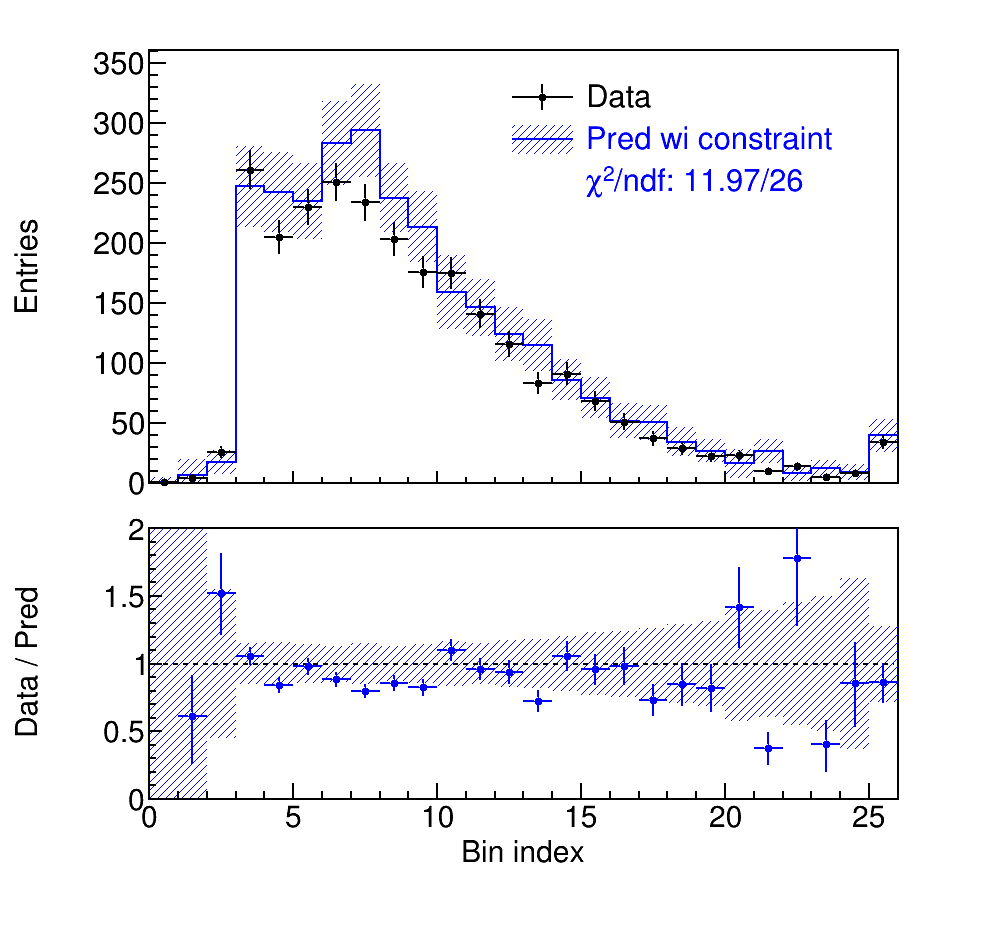 350
300
250
200
150
100
50
0
Entries
Data
Pred wi constraint
χ²/ndf: 11.97/26
2
1.5
1
0.5
0
Data / Pred
0 5 10 15 20 25
Bin index